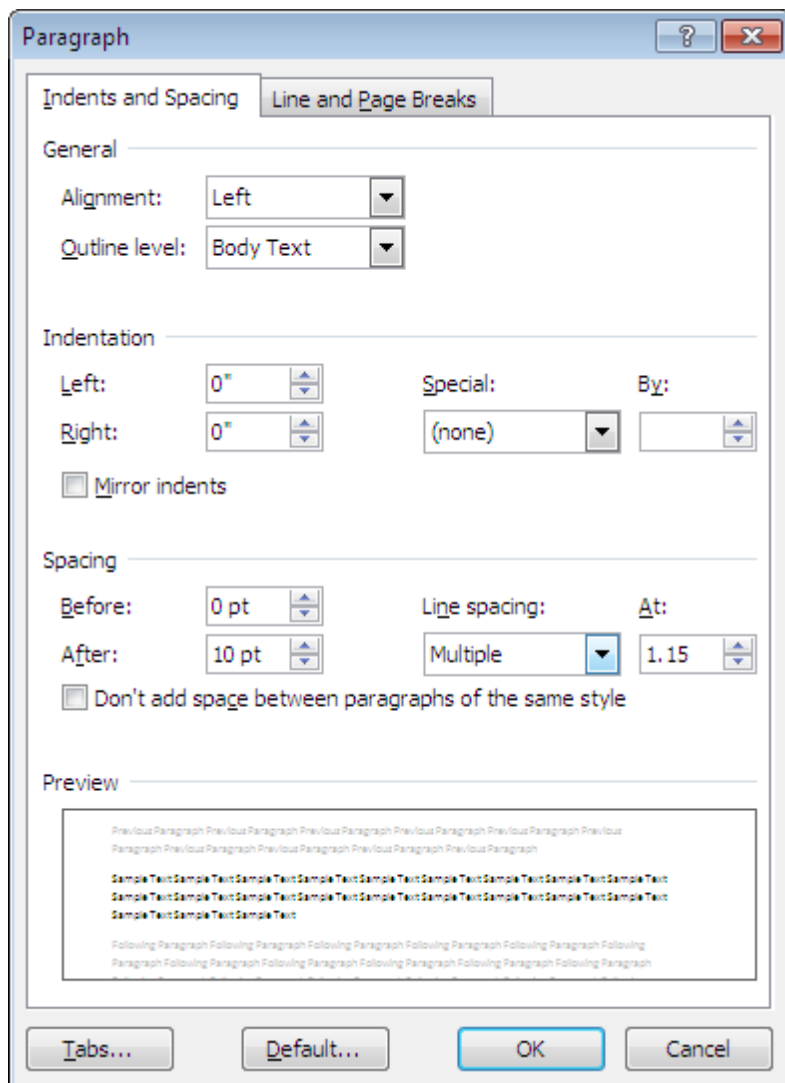 Paragraph
Indents and Spacing Line and Page Breaks
General
Alignment: Left
Outline level: Body Text
Indentation
Left: 0" Special: By:
Right: 0" (none)
Mirror indents
Spacing
Before: 0 pt Line spacing: At:
After: 10 pt Multiple 1.15
Don't add space between paragraphs of the same style
Preview
Previous Paragraph Previous Paragraph Previous Paragraph Previous Paragraph Previous Paragraph Previous
Paragraph Previous Paragraph Previous Paragraph Previous Paragraph Previous Paragraph
Sample Text Sample Text Sample Text Sample Text Sample Text Sample Text Sample Text Sample Text Sample Text
Sample Text Sample Text Sample Text Sample Text Sample Text Sample Text Sample Text Sample Text Sample Text
Sample Text Sample Text Sample Text
Following Paragraph Following Paragraph Following Paragraph Following Paragraph Following Paragraph Following
Paragraph Following Paragraph Following Paragraph Following Paragraph Following Paragraph Following Paragraph
Tabs... Default... OK Cancel